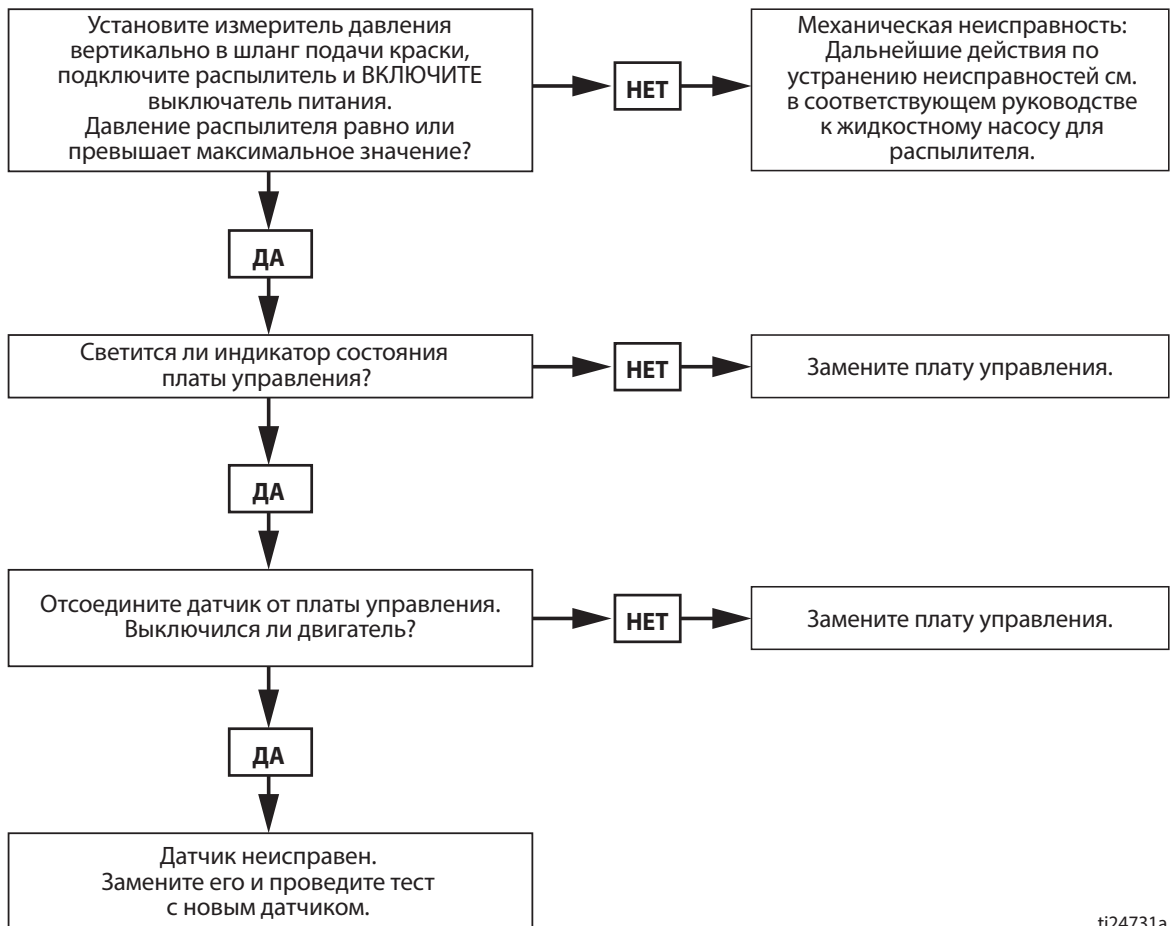 Установите измеритель давления
вертикально в шланг подачи краски,
подключите распылитель и ВКЛЮЧИТЕ
выключатель питания.
Давление распылителя равно или
превышает максимальное значение?
НЕТ
Механическая неисправность:
Дальнейшие действия по
устранению неисправностей см.
в соответствующем руководстве
к жидкостному насосу для
распылителя.
ДА
Светится ли индикатор состояния
платы управления?
НЕТ
Замените плату управления.
ДА
Отсоедините датчик от платы управления.
Выключился ли двигатель?
НЕТ
Замените плату управления.
ДА
Датчик неисправен.
Замените его и проведите тест
с новым датчиком.
ti24731a